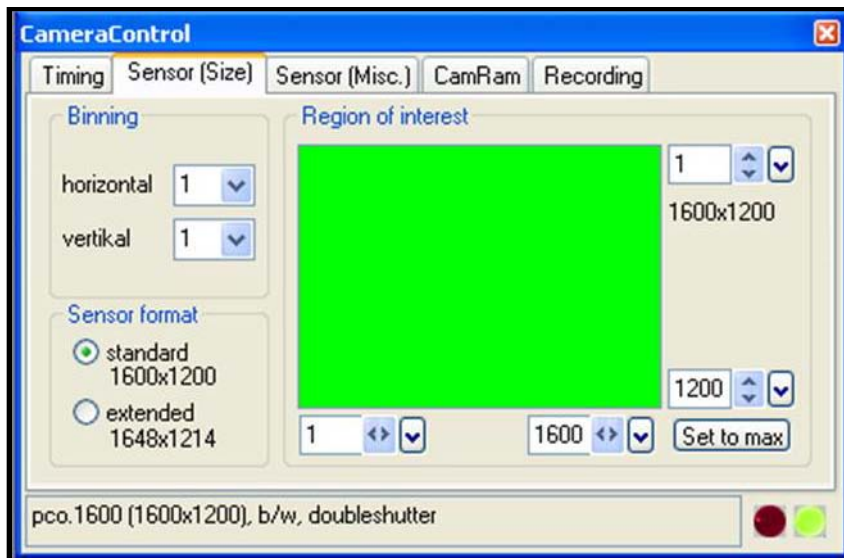 CameraControl
Timing Sensor (Size) Sensor (Misc.) CamRam Recording
Binning
horizontal 1
vertikal 1
Sensor format
standard
1600x1200
extended
1648x1214
Region of interest
1
1600x1200
1200
1 1600 Set to max
pco.1600 (1600x1200), b/w, doubleshutter